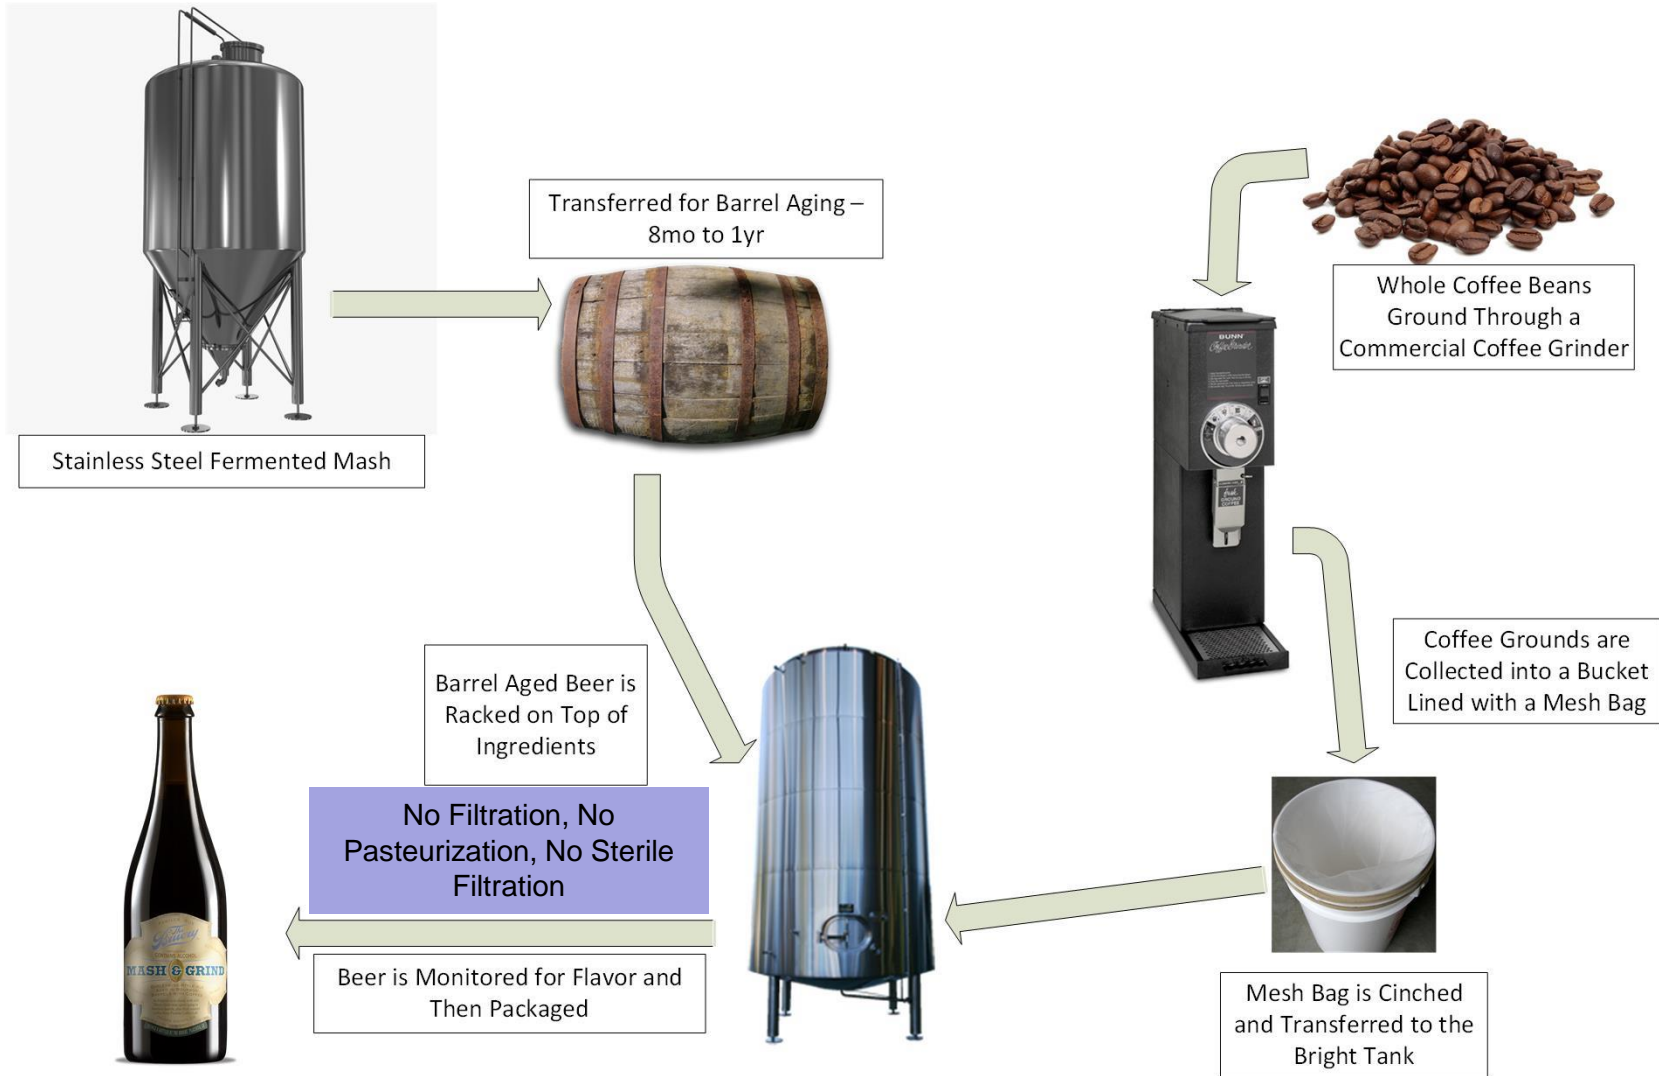 Transferred for Barrel Aging –
8mo to 1yr
Stainless Steel Fermented Mash
Whole Coffee Beans
Ground Through a
Commercial Coffee Grinder
BUNN
Coffee Grounds are
Collected into a Bucket
Lined with a Mesh Bag
Mesh Bag is Cinched
and Transferred to the
Bright Tank
Barrel Aged Beer is
Racked on Top of
Ingredients
No Filtration, No
Pasteurization, No Sterile
Filtration
Beer is Monitored for Flavor and
Then Packaged
The
Bruery
MASH & GRIND